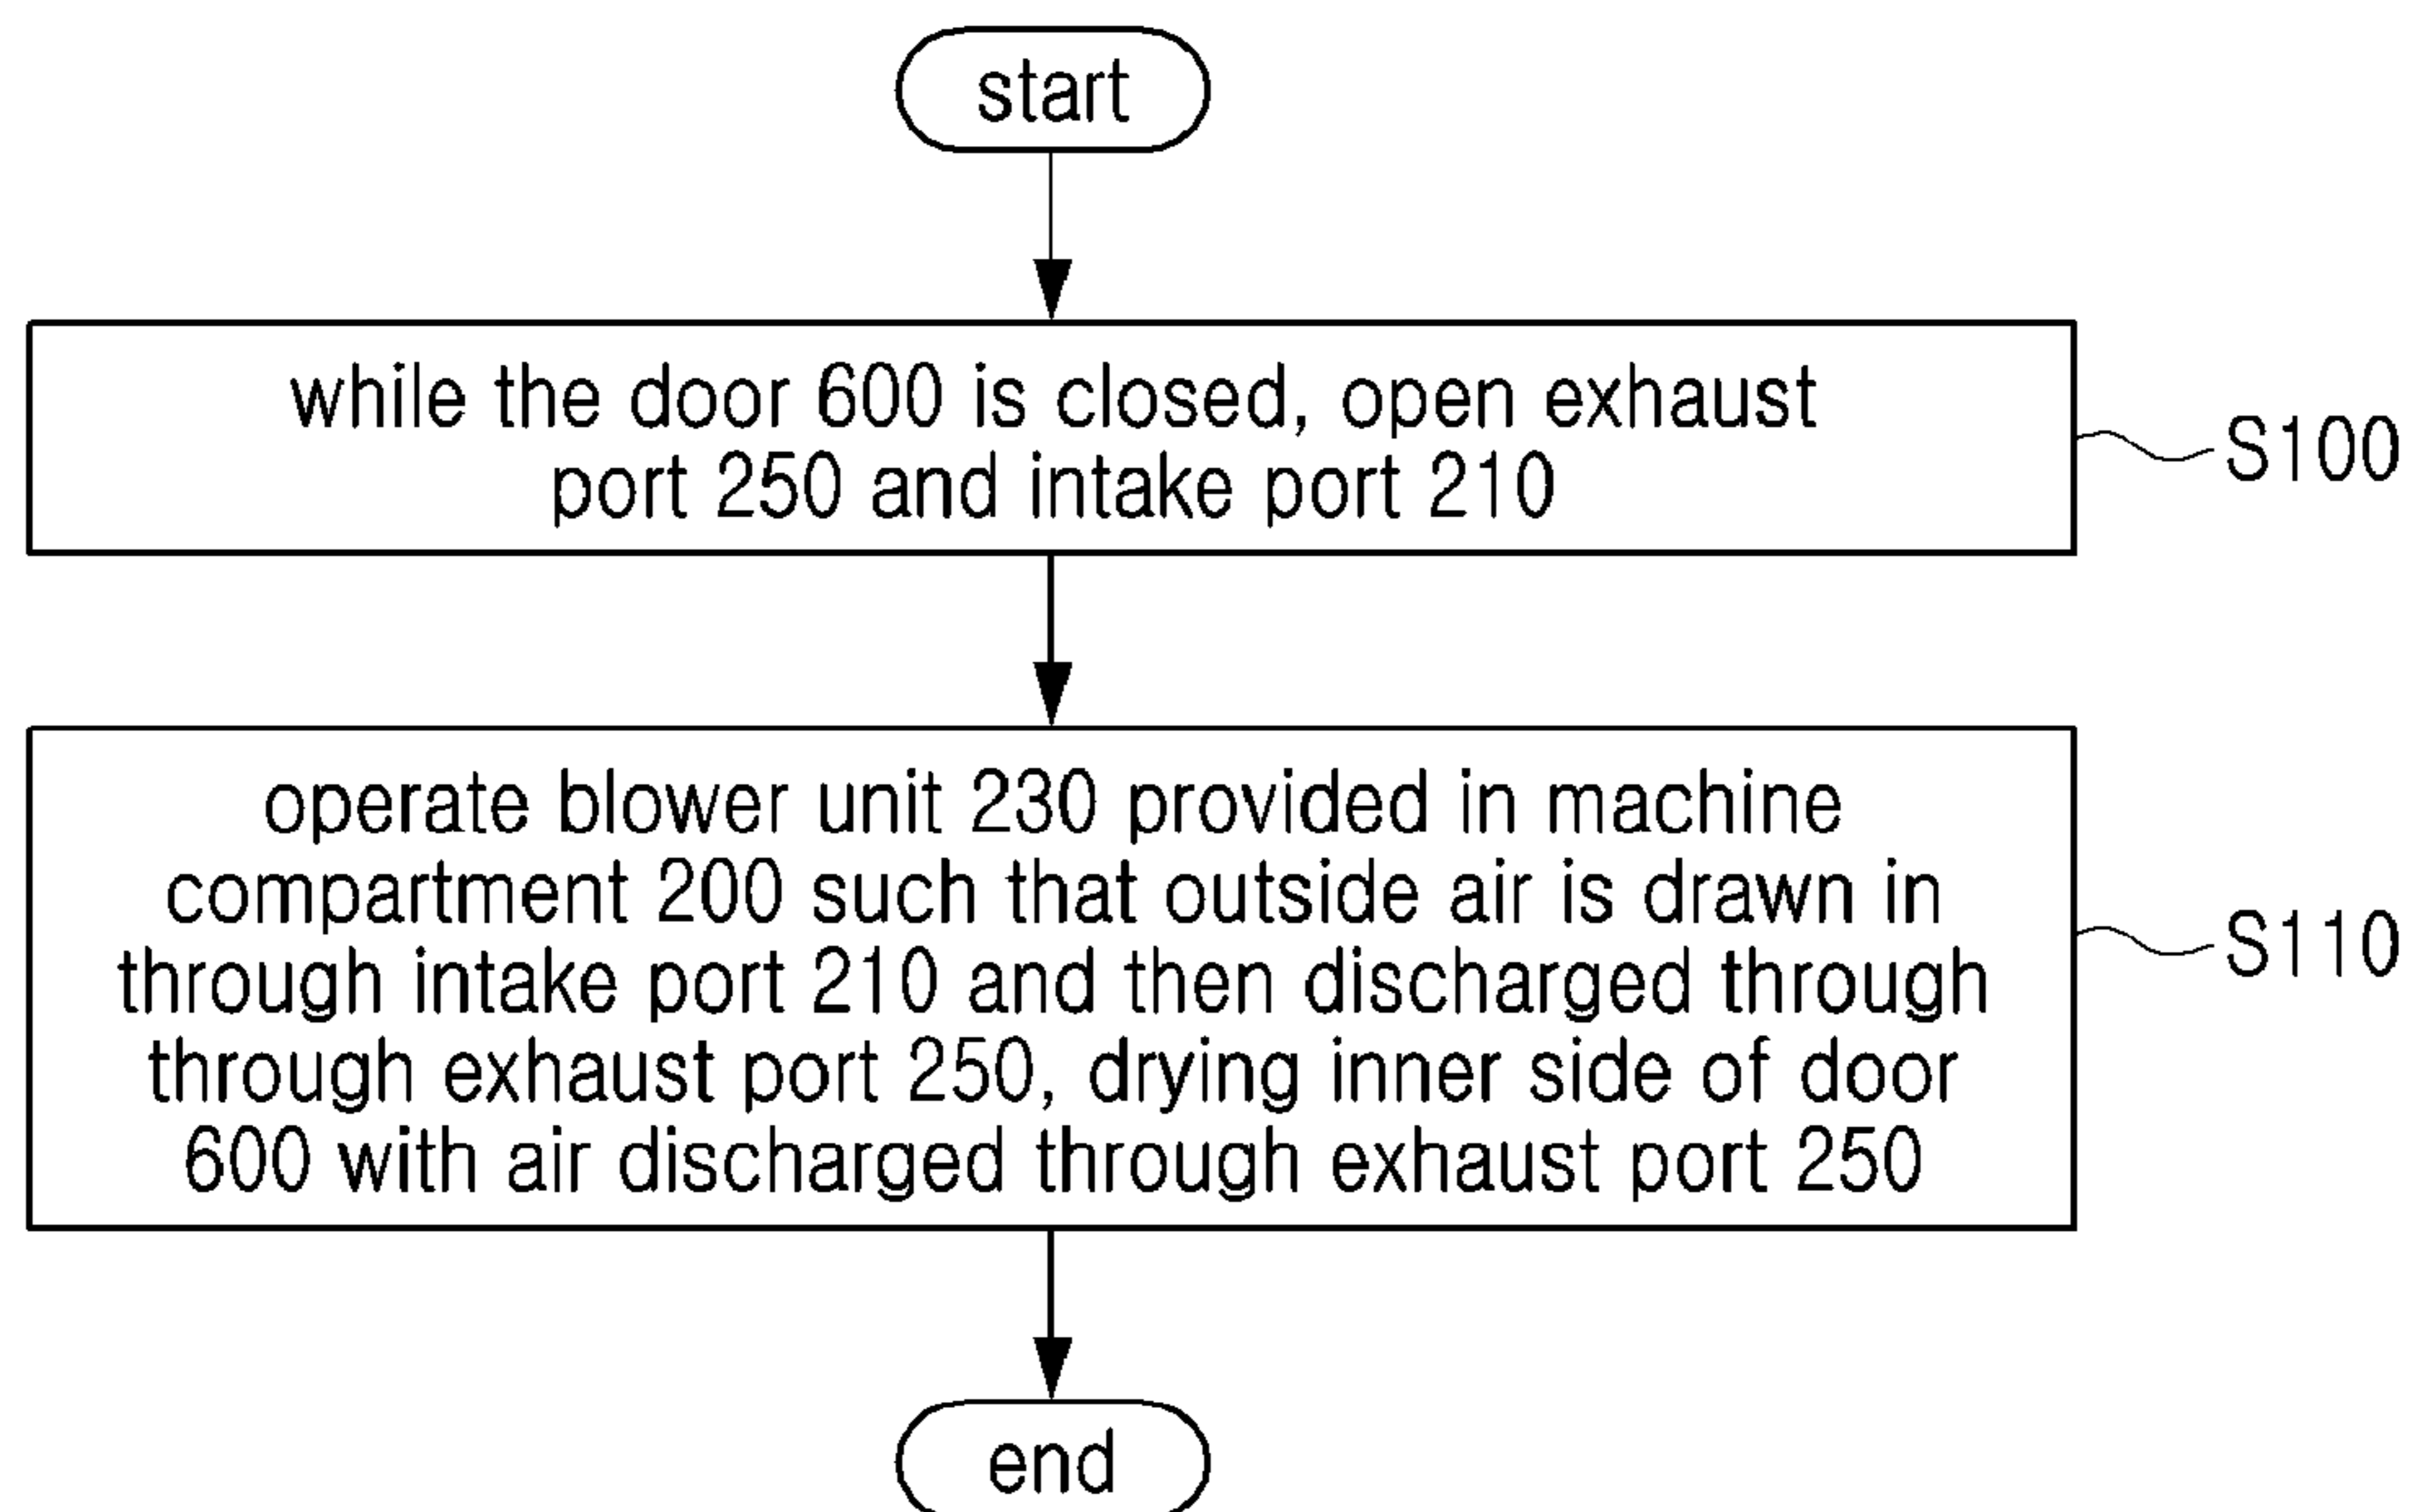 start
while the door 600 is closed, open exhaust
port 250 and intake port 210
S100
operate blower unit 230 provided in machine
compartment 200 such that outside air is drawn in
through intake port 210 and then discharged through
through exhaust port 250, drying inner side of door
600 with air discharged through exhaust port 250
S110
end